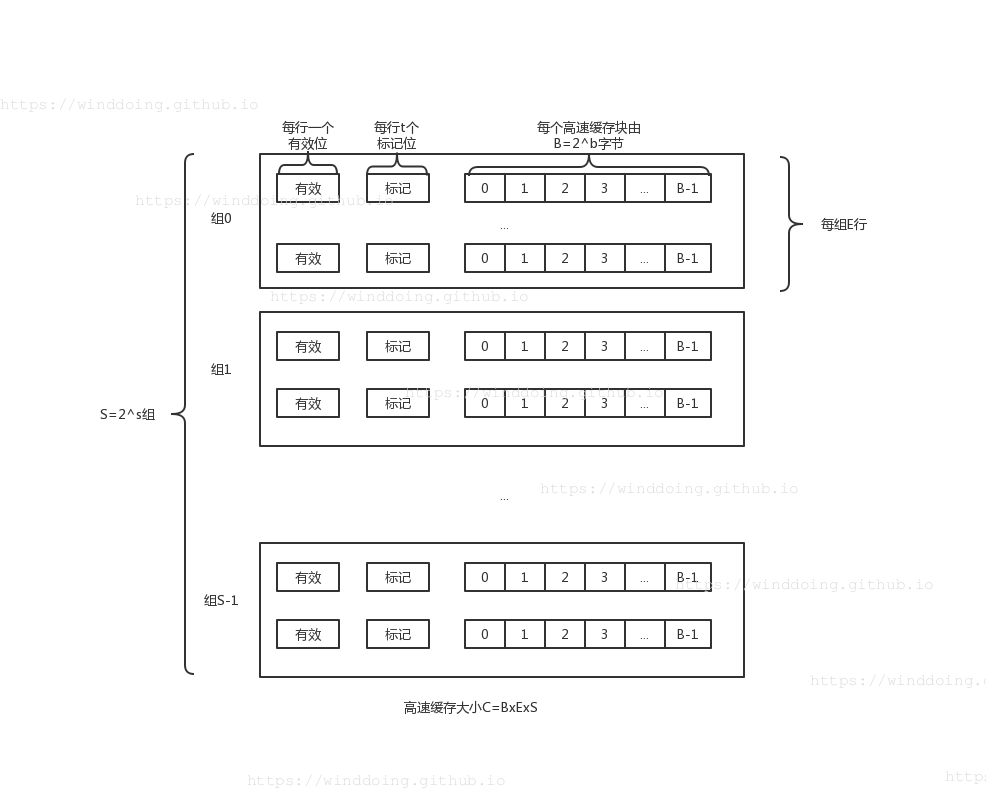 https://winddoing.github.io
每行一个
有效位
每行t个
标记位
每个高速缓存块由
B=2^b字节
有效 标记 0 1 2 3 ... B-1
https://winddoing.github.io
组0
...
每组E行
有效 标记 0 1 2 3 ... B-1
https://winddoing.github.io
有效 标记 0 1 2 3 ... B-1
组1
https://winddoing.github.io
有效 标记 0 1 2 3 ... B-1
S=2^s组
https://winddoing.github.io
...
有效 标记 0 1 2 3 ... B-1
https://winddoing.github.io
组S-1
有效 标记 0 1 2 3 ... B-1
https://winddoing.g
高速缓存大小C=BxExS
https://winddoing.github.io
https